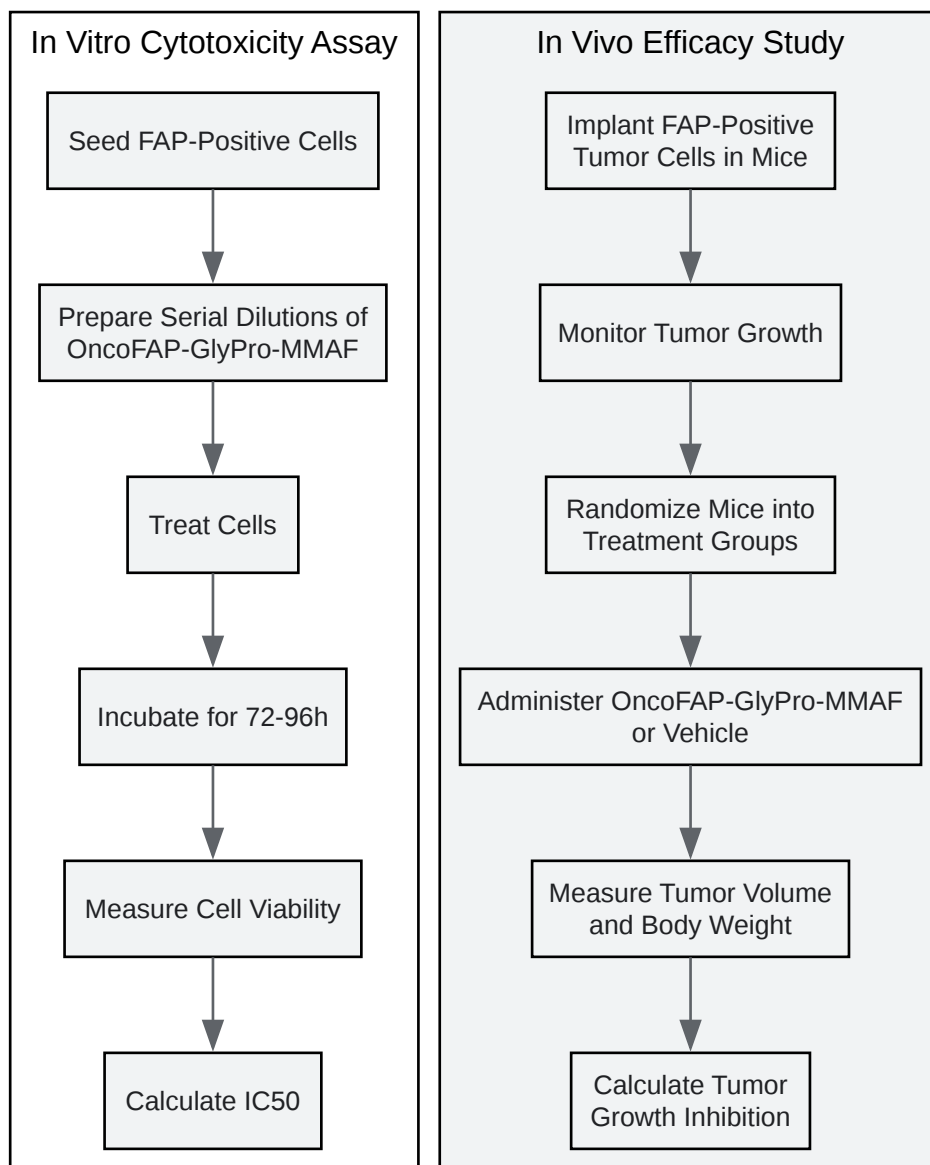 In Vitro Cytotoxicity Assay
Seed FAP-Positive Cells
Prepare Serial Dilutions of
OncoFAP-GlyPro-MMAF
Treat Cells
Incubate for 72-96h
Measure Cell Viability
Calculate IC50
In Vivo Efficacy Study
Implant FAP-Positive
Tumor Cells in Mice
Monitor Tumor Growth
Randomize Mice into
Treatment Groups
Administer OncoFAP-GlyPro-MMAF
or Vehicle
Measure Tumor Volume
and Body Weight
Calculate Tumor
Growth Inhibition